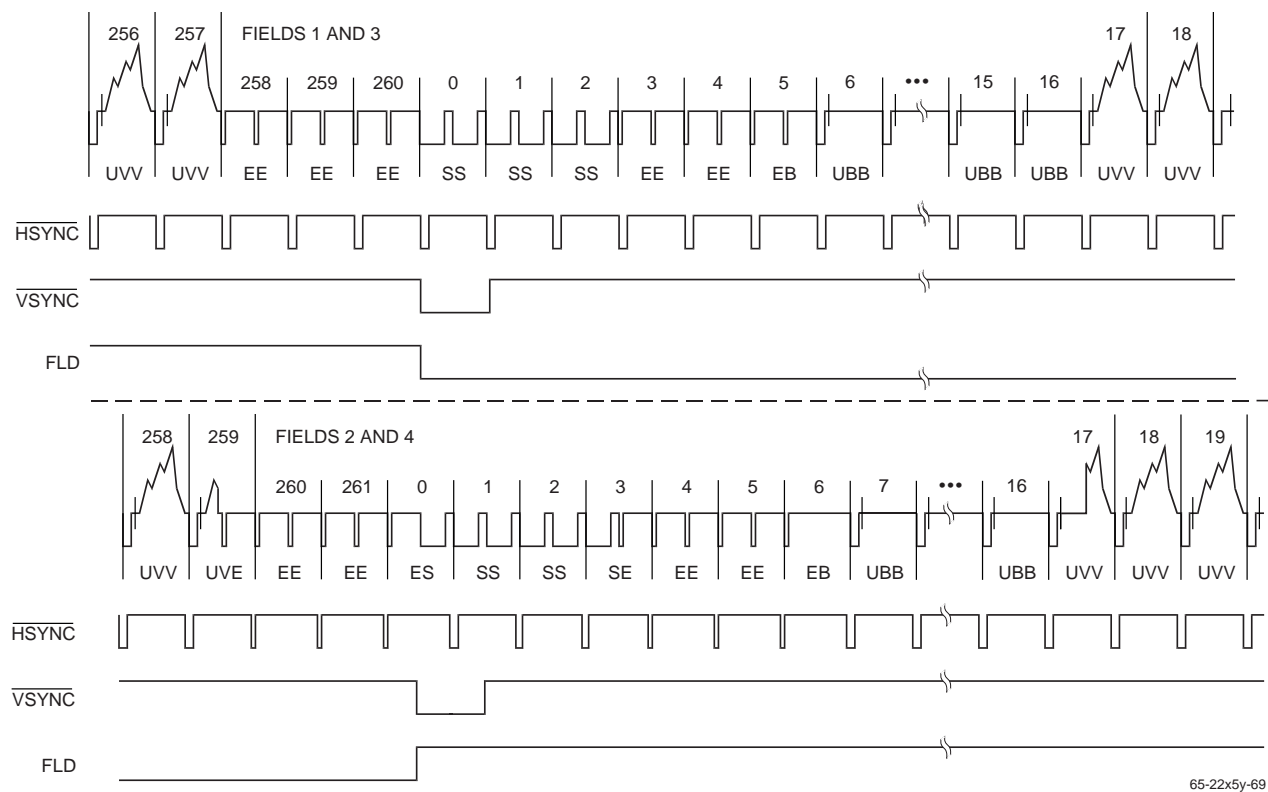 256 257 FIELDS 1 AND 3 17 18
258 259 260 0 1 2 3 4 5 6 ••• 15 16
UVV UVV EE EE EE SS SS SS EE EE EB UBB UBB UBB UVV UVV
HSYNC
VSYNC
FLD
258 259 FIELDS 2 AND 4 17 18 19
260 261 0 1 2 3 4 5 6 7 ••• 16
UVV UVE EE EE ES SS SS SE EE EE EB UBB UBB UVV UVV UVV
HSYNC
VSYNC
FLD
65-22x5y-69